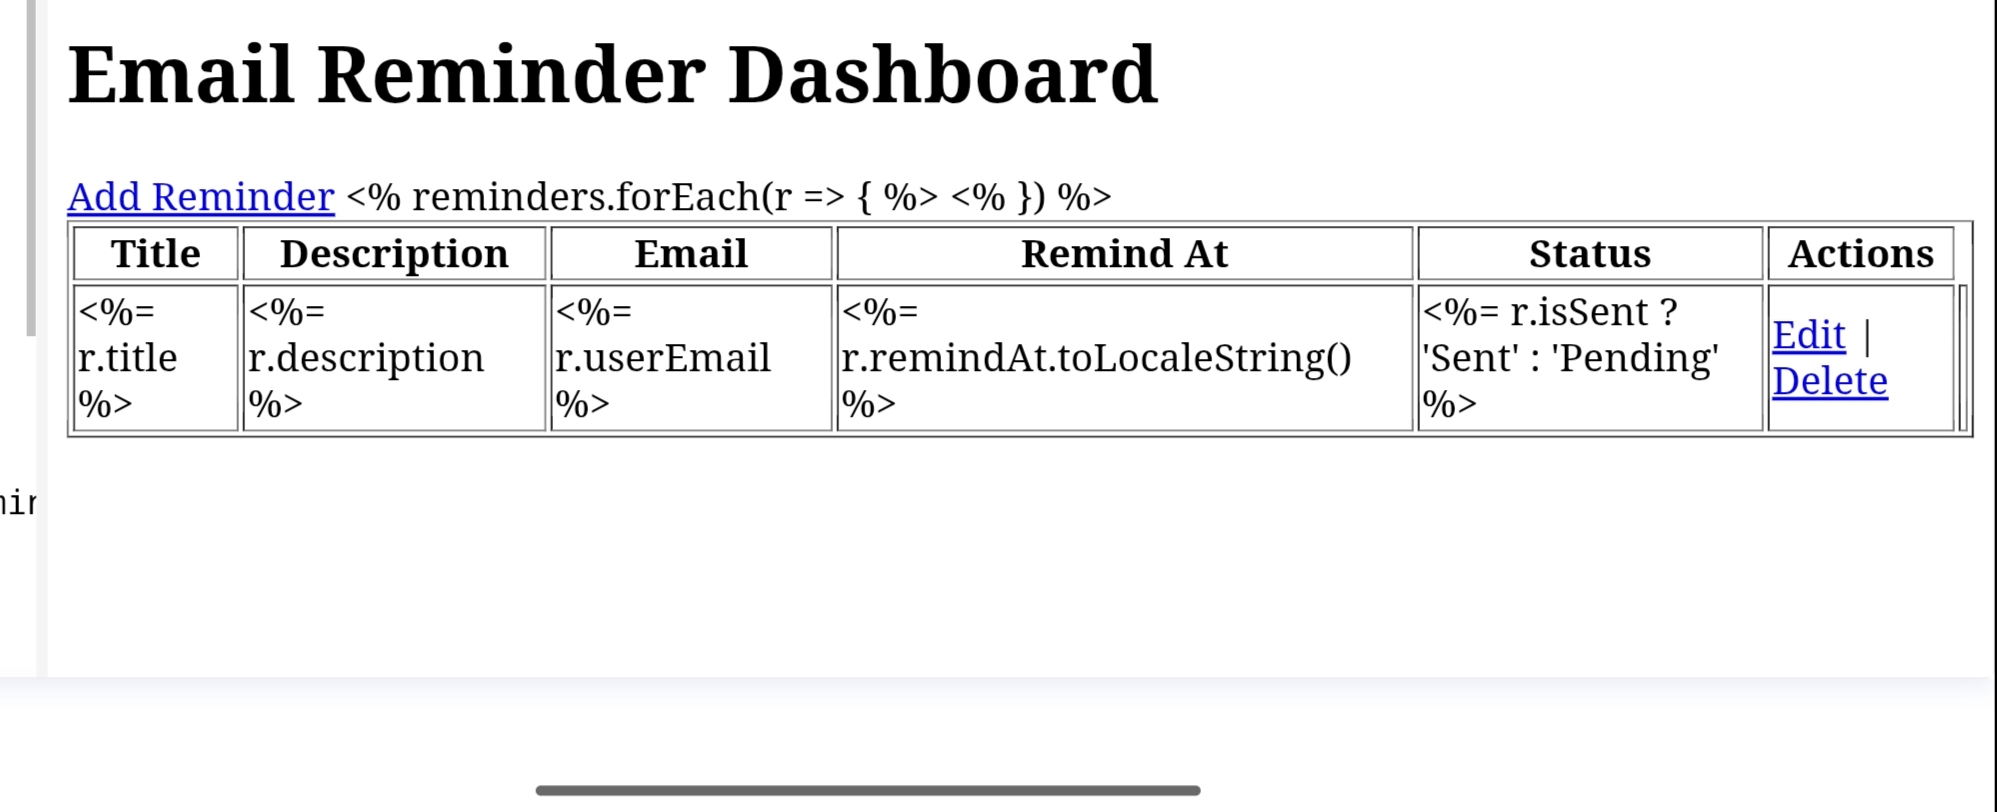 Email Reminder Dashboard
Add Reminder <% reminders.forEach(r => { %> <% }) %>
Title Description Email Remind At Status Actions
<%= r.title %>
<%= r.description %>
<%= r.userEmail %>
<%= r.remindAt.toLocaleString() %>
<%= r.isSent ? 'Sent' : 'Pending' %>
Edit |
Delete